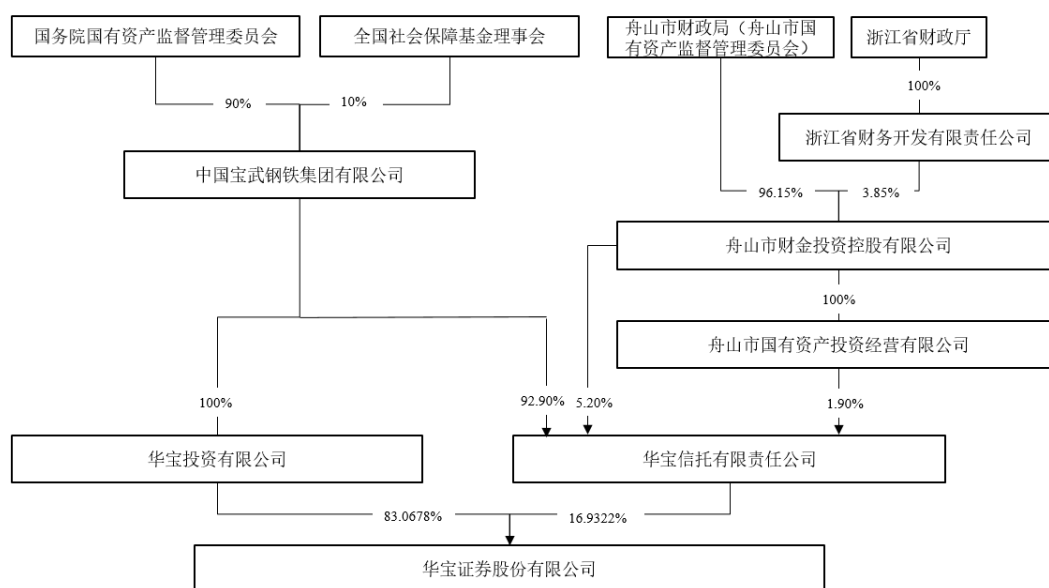 国务院国有资产监督管理委员会
全国社会保障基金理事会
舟山市财政局（舟山市国
有资产监督管理委员会）
浙江省财政厅
90%
10%
100%
浙江省财务开发有限责任公司
中国宝武钢铁集团有限公司
96.15%
3.85%
舟山市财金投资控股有限公司
100%
舟山市国有资产投资经营有限公司
100%
92.90%
5.20%
1.90%
华宝投资有限公司
华宝信托有限责任公司
83.0678%
16.9322%
华宝证券股份有限公司